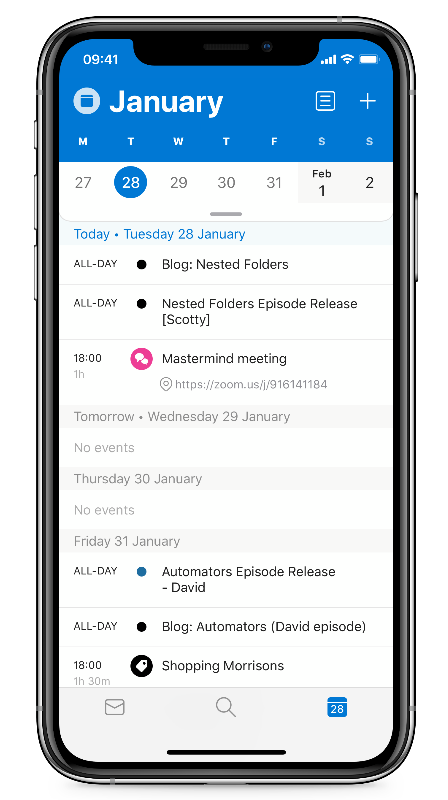 09:41
January
M T W T F S S
27 28 29 30 31 Feb 1 2
Today • Tuesday 28 January
ALL-DAY Blog: Nested Folders
ALL-DAY Nested Folders Episode Release
[Scotty]
18:00 Mastermind meeting
1h https://zoom.us/j/916141184
Tomorrow • Wednesday 29 January
No events
Thursday 30 January
No events
Friday 31 January
ALL-DAY Automators Episode Release
- David
ALL-DAY Blog: Automators (David episode)
18:00 Shopping Morrisons
1h 30m
28